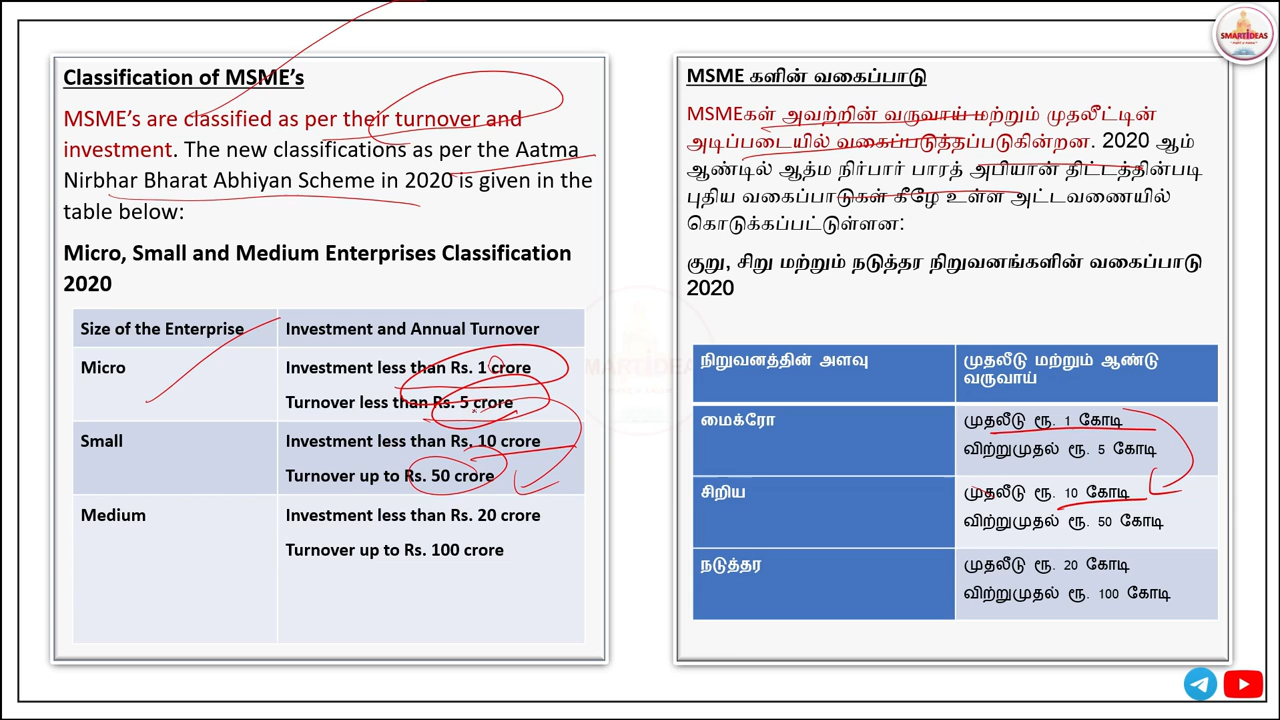 SMARTIDEAS
Classification of MSME's
MSME's are classified as per their turnover and
investment. The new classifications as per the Aatma
Nirbhar Bharat Abhiyan Scheme in 2020 is given in the
table below:
Micro, Small and Medium Enterprises Classification
2020
Size of the Enterprise Investment and Annual Turnover
Micro Investment less than Rs. 1 crore
Turnover less than Rs. 5 crore
Small Investment less than Rs. 10 crore
Turnover up to Rs. 50 crore
Medium Investment less than Rs. 20 crore
Turnover up to Rs. 100 crore
MSME களின் வகைப்பாடு
MSMEகள் அவற்றின் வருவாய் மற்றும் முதலீட்டின்
அடிப்படையில் வகைப்படுத்தப்படுகின்றன. 2020 ஆம்
ஆண்டில் ஆத்ம நிர்பார் பாரத் அபியான் திட்டத்தின்படி
புதிய வகைப்பாடுகள் கீழே உள்ள அட்டவணையில்
கொடுக்கப்பட்டுள்ளன:
குறு, சிறு மற்றும் நடுத்தர நிறுவனங்களின் வகைப்பாடு
2020
நிறுவனத்தின் அளவு முதலீடு மற்றும் ஆண்டு
வருவாய்
மைக்ரோ முதலீடு ரூ. 1 கோடி
விற்றுமுதல் ரூ. 5 கோடி
சிறிய முதலீடு ரூ. 10 கோடி
விற்றுமுதல் ரூ. 50 கோடி
நடுத்தர முதலீடு ரூ. 20 கோடி
விற்றுமுதல் ரூ. 100 கோடி